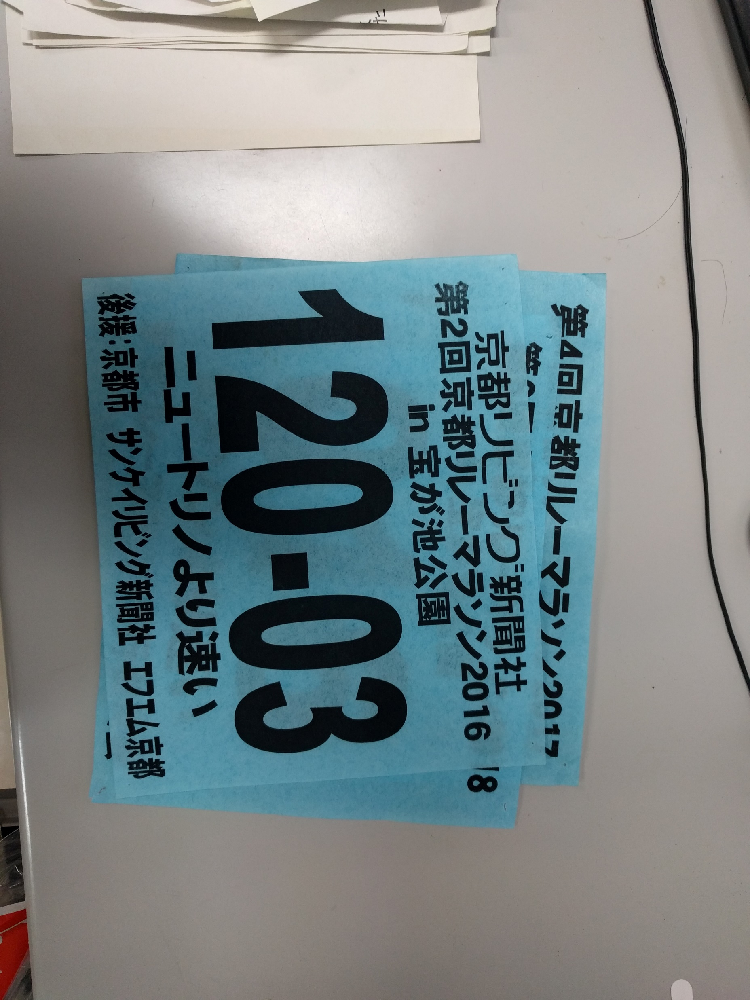 第4回京都リレーマラソン2017
京都リビング新聞社
第2回京都リレーマラソン2016
in 宝が池公園
120-03
ニュートリノより速い
後援:京都市 サンケイリビング新聞社 エフエム京都